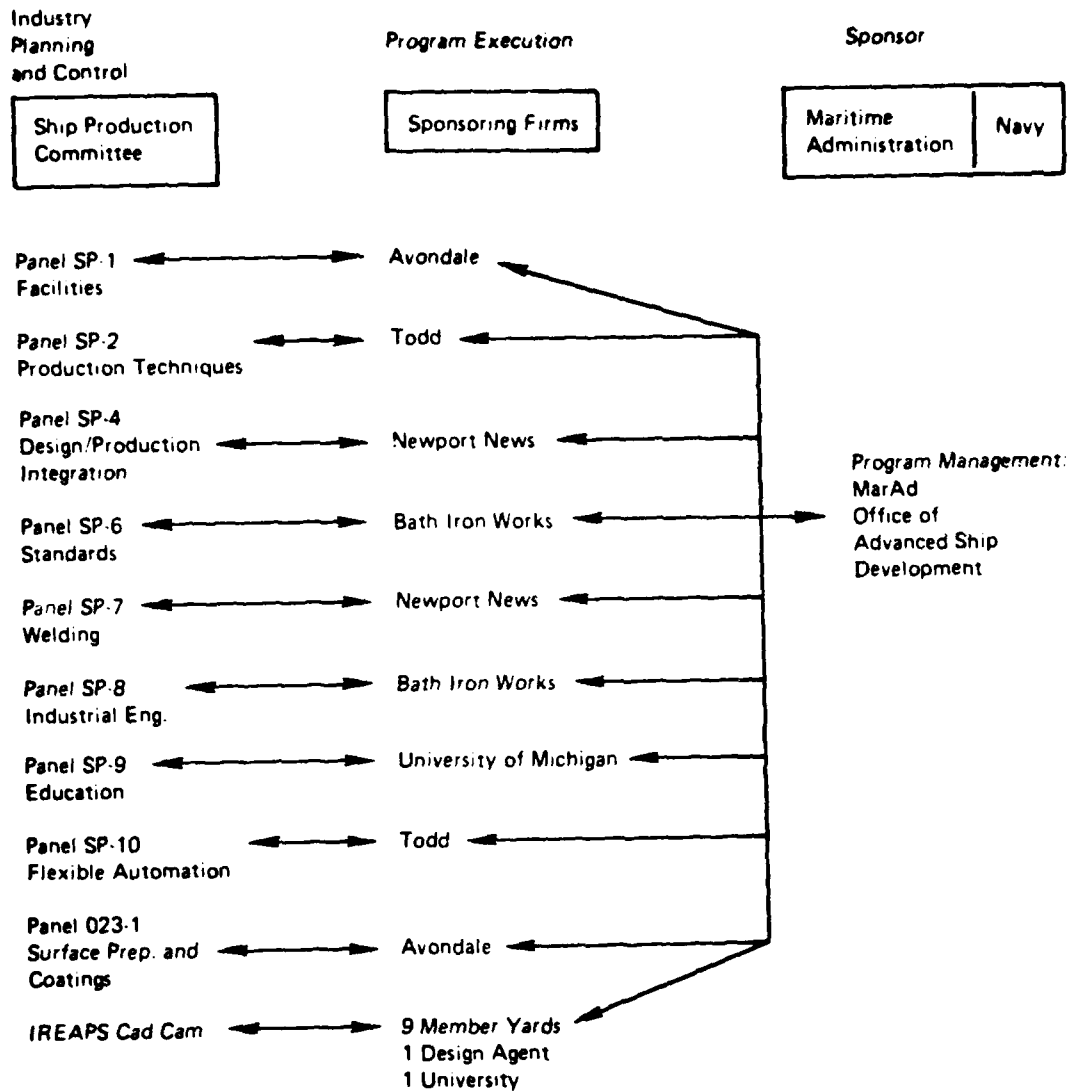 Industry
Planning
and Control
Program Execution
Sponsor
Ship Production
Committee
Sponsoring Firms
Maritime
Administration
Navy
Panel SP-1
Facilities
Avondale
Panel SP-2
Production Techniques
Todd
Panel SP-4
Design/Production
Integration
Newport News
Program Management:
MarAd
Office of
Advanced Ship
Development
Panel SP-6
Standards
Bath Iron Works
Panel SP-7
Welding
Newport News
Panel SP-8
Industrial Eng.
Bath Iron Works
Panel SP-9
Education
University of Michigan
Panel SP-10
Flexible Automation
Todd
Panel 023-1
Surface Prep. and
Coatings
Avondale
IREAPS Cad Cam
9 Member Yards
1 Design Agent
1 University